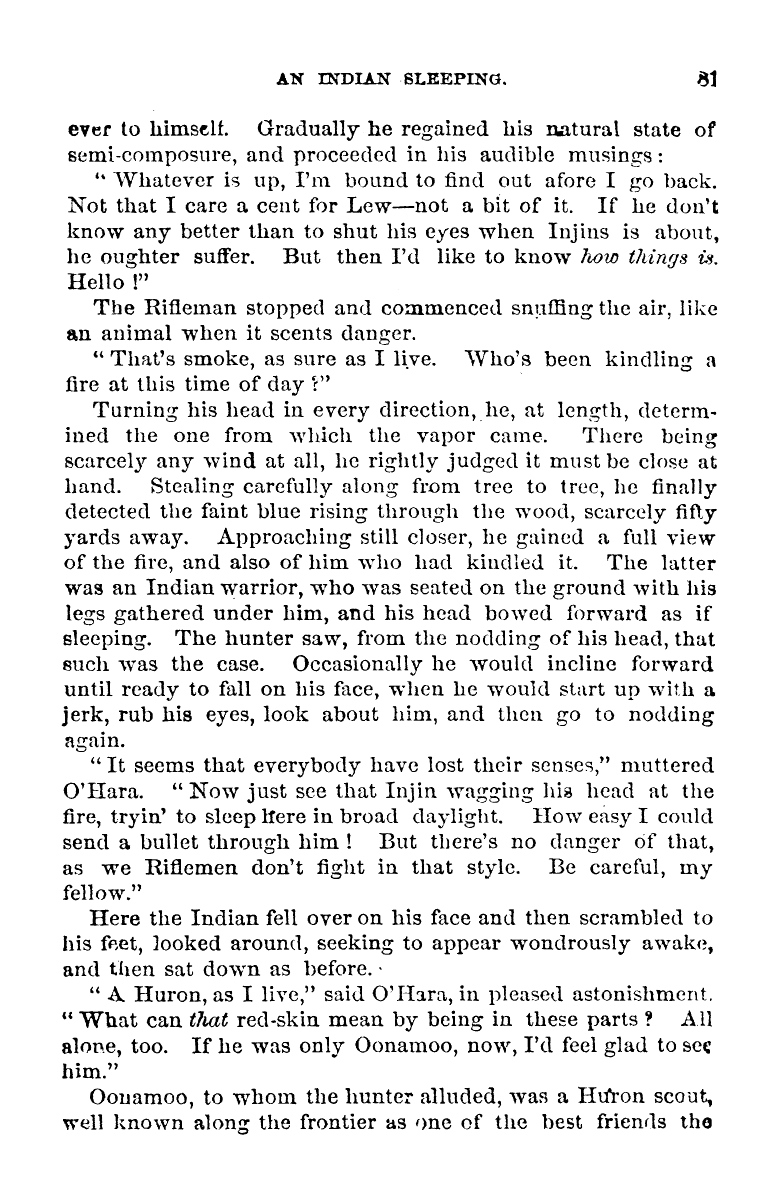 AN INDIAN SLEEPING. 81
ever to himself. Gradually he regained his natural state of
semi-composure, and proceeded in his audible musings:
“Whatever is up, I’m bound to find out afore I go back.
Not that I care a cent for Lew—not a bit of it. If he don’t
know any better than to shut his eyes when Injins is about,
he oughter suffer. But then I’d like to know how things is.
Hello!”
The Rifleman stopped and commenced snuffing the air, like
an animal when it scents danger.
“That’s smoke, as sure as I live. Who’s been kindling a
fire at this time of day?”
Turning his head in every direction, he, at length, determ-
ined the one from which the vapor came. There being
scarcely any wind at all, he rightly judged it must be close at
hand. Stealing carefully along from tree to tree, he finally
detected the faint blue rising through the wood, scarcely fifty
yards away. Approaching still closer, he gained a full view
of the fire, and also of him who had kindled it. The latter
was an Indian warrior, who was seated on the ground with his
legs gathered under him, and his head bowed forward as if
sleeping. The hunter saw, from the nodding of his head, that
such was the case. Occasionally he would incline forward
until ready to fall on his face, when he would start up with a
jerk, rub his eyes, look about him, and then go to nodding
again.
“It seems that everybody have lost their senses,” muttered
O’Hara. “Now just see that Injin wagging his head at the
fire, tryin’ to sleep here in broad daylight. How easy I could
send a bullet through him! But there’s no danger of that,
as we Riflemen don’t fight in that style. Be careful, my
fellow.”
Here the Indian fell over on his face and then scrambled to
his feet, looked around, seeking to appear wondrously awake,
and then sat down as before.
“A Huron, as I live,” said O’Hara, in pleased astonishment.
“What can that red-skin mean by being in these parts? All
alone, too. If he was only Oonamoo, now, I’d feel glad to see
him.”
Oonamoo, to whom the hunter alluded, was a Huron scout,
well known along the frontier as one of the best friends the